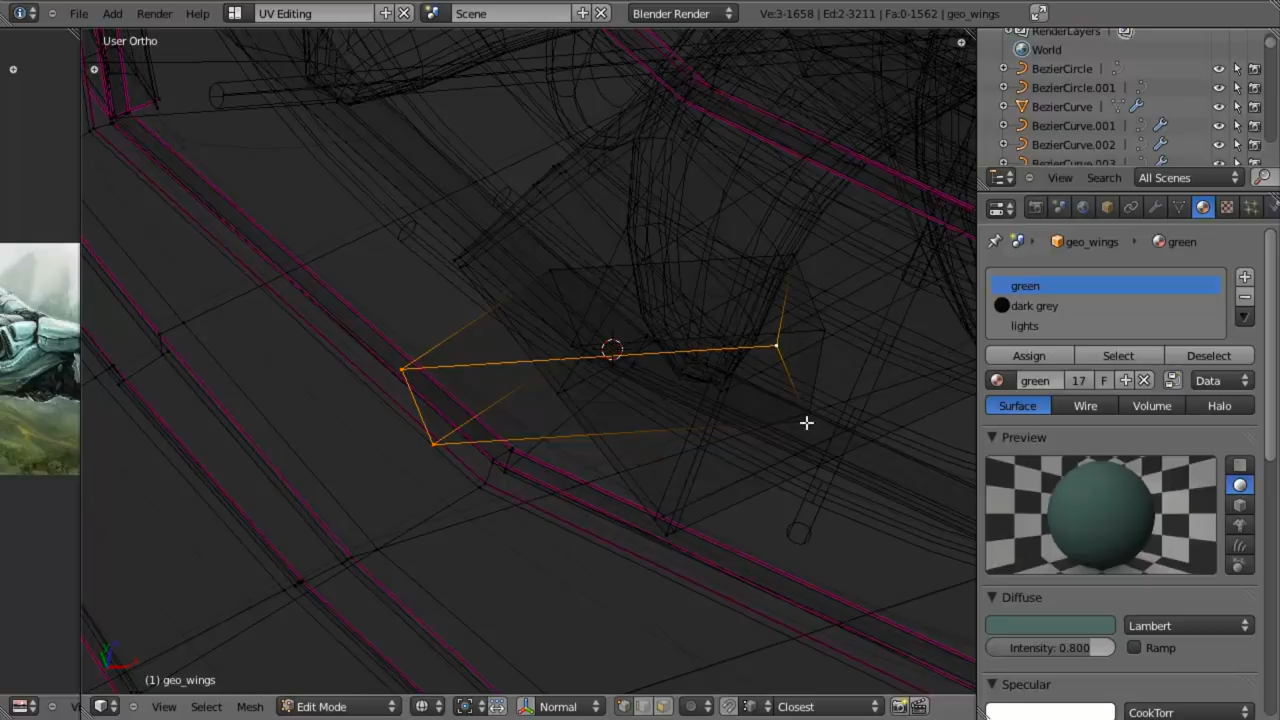 File Add Render Help UV Editing Scene Blender Render Ve:3-1658 | Ed:2-3211 | Fa:0-1562 | geo_wings
User Ortho
RenderLayers
World
BezierCircle
BezierCircle.001
BezierCurve
BezierCurve.001
BezierCurve.002
BezierCurve.003
View Search All Scenes
geo_wings green
green
dark grey
lights
Assign Select Deselect
green 17 F Data
Surface Wire Volume Halo
Preview
Diffuse
Lambert
Intensity: 0.800 Ramp
(1) geo_wings
Specular
Vi View Select Mesh Edit Mode Normal Closest CookTorr